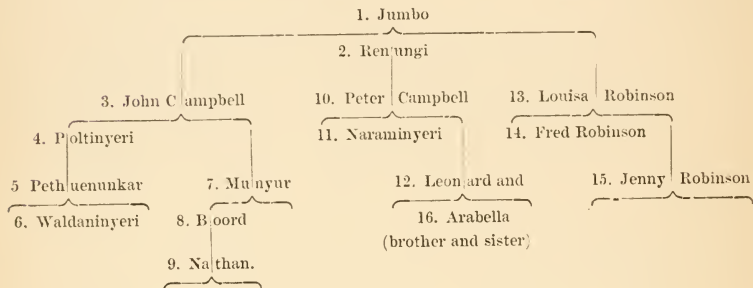 1. Jumbo
2. Renungi
3. John Campbell 10. Peter Campbell 13. Louisa Robinson
4. Poltinyeri 11. Naraminyeri 14. Fred Robinson
5 Pethuenunkar 7. Munyur 12. Leonard and 15. Jenny Robinson
6. Waldaninyeri 8. Boord 16. Arabella
(brother and sister)
9. Nathan.